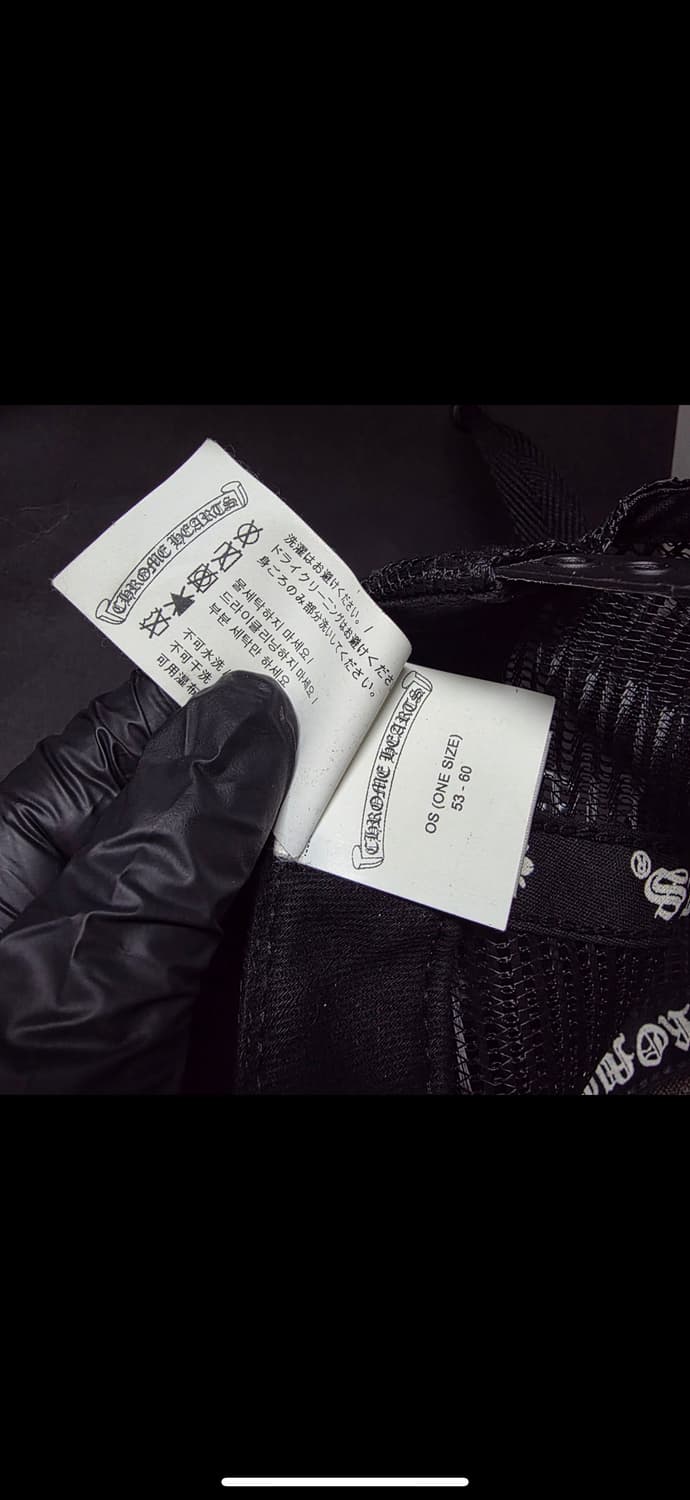 CHROME HEARTS
洗濯はお避けください。
ドライクリーニングはお避けくださ
身ごろのみ部分洗いしてください。
물세탁하지 마세요!
드라이클리닝하지 마세요!
부분 세탁만 하세요
不可水洗
不可干洗
可用湿布
CHROME HEARTS
OS (ONE SIZE)
53 - 60
S®